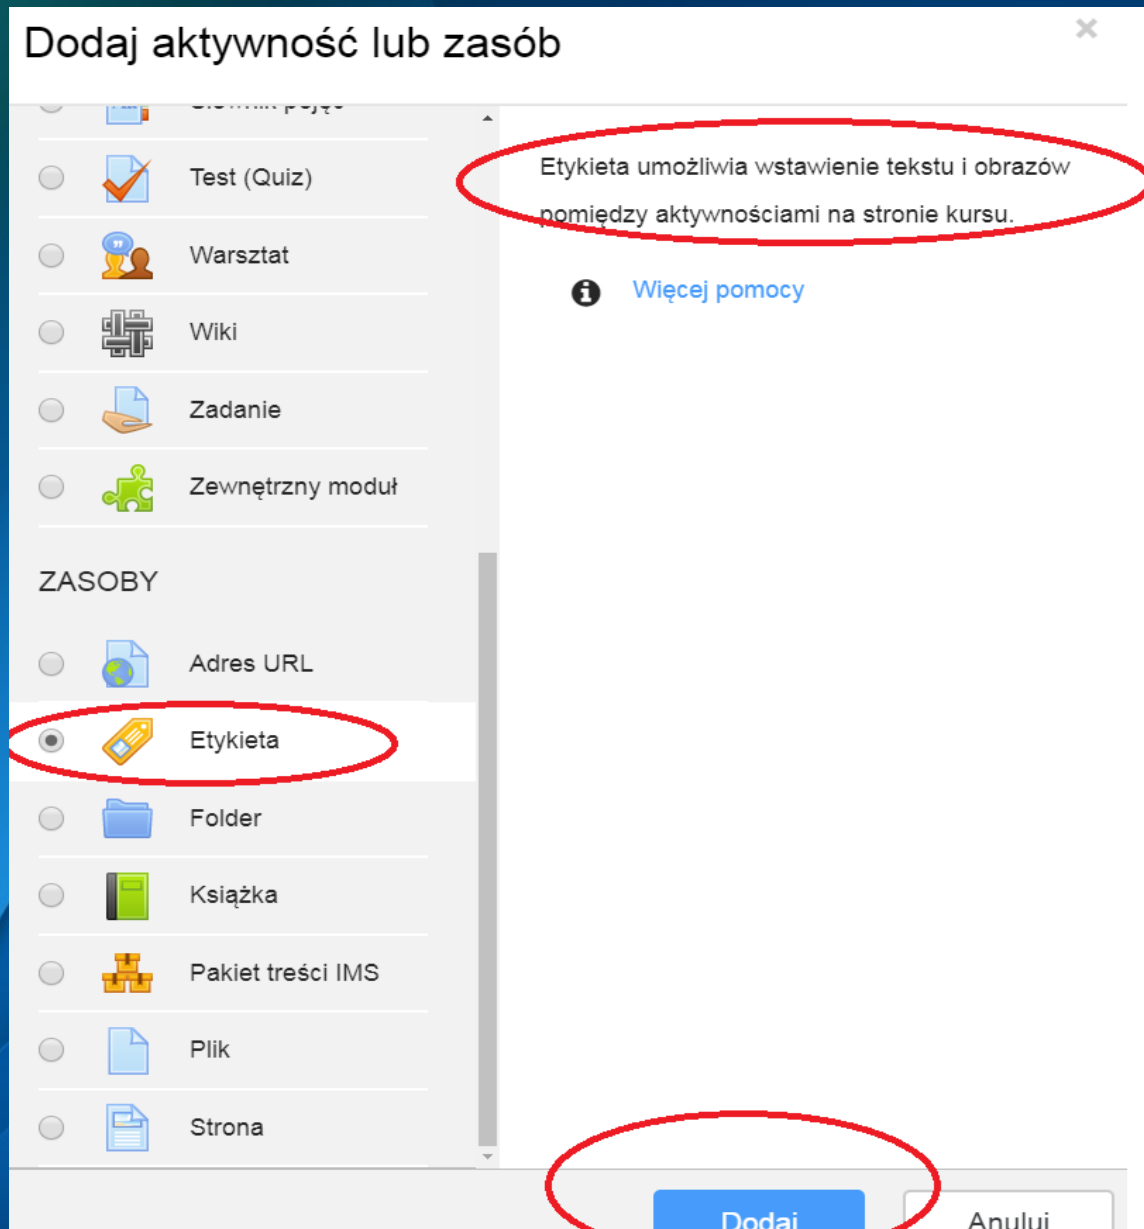 Dodaj aktywność lub zasób
Test (Quiz)
Warsztat
Wiki
Zadanie
Zewnętrzny moduł
ZASOBY
Adres URL
Etykieta
Folder
Książka
Pakiet treści IMS
Plik
Strona
Etykieta umożliwia wstawienie tekstu i obrazów
pomiędzy aktywnościami na stronie kursu.
Więcej pomocy
Dodaj
Anuluj